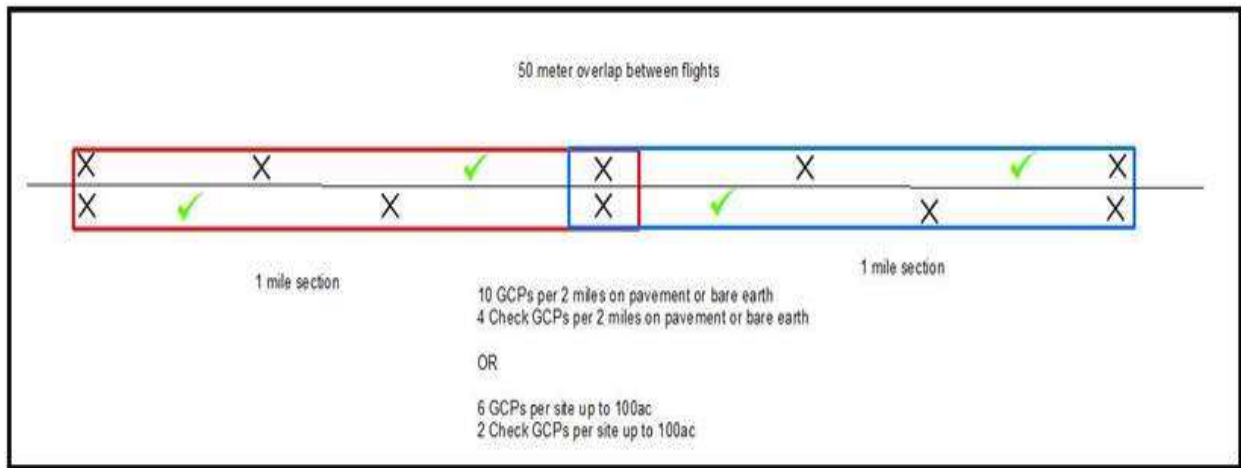 50 meter overlap between flights
X X X X X
X X X X X
1 mile section
1 mile section
10 GCPs per 2 miles on pavement or bare earth
4 Check GCPs per 2 miles on pavement or bare earth
OR
6 GCPs per site up to 100ac
2 Check GCPs per site up to 100ac